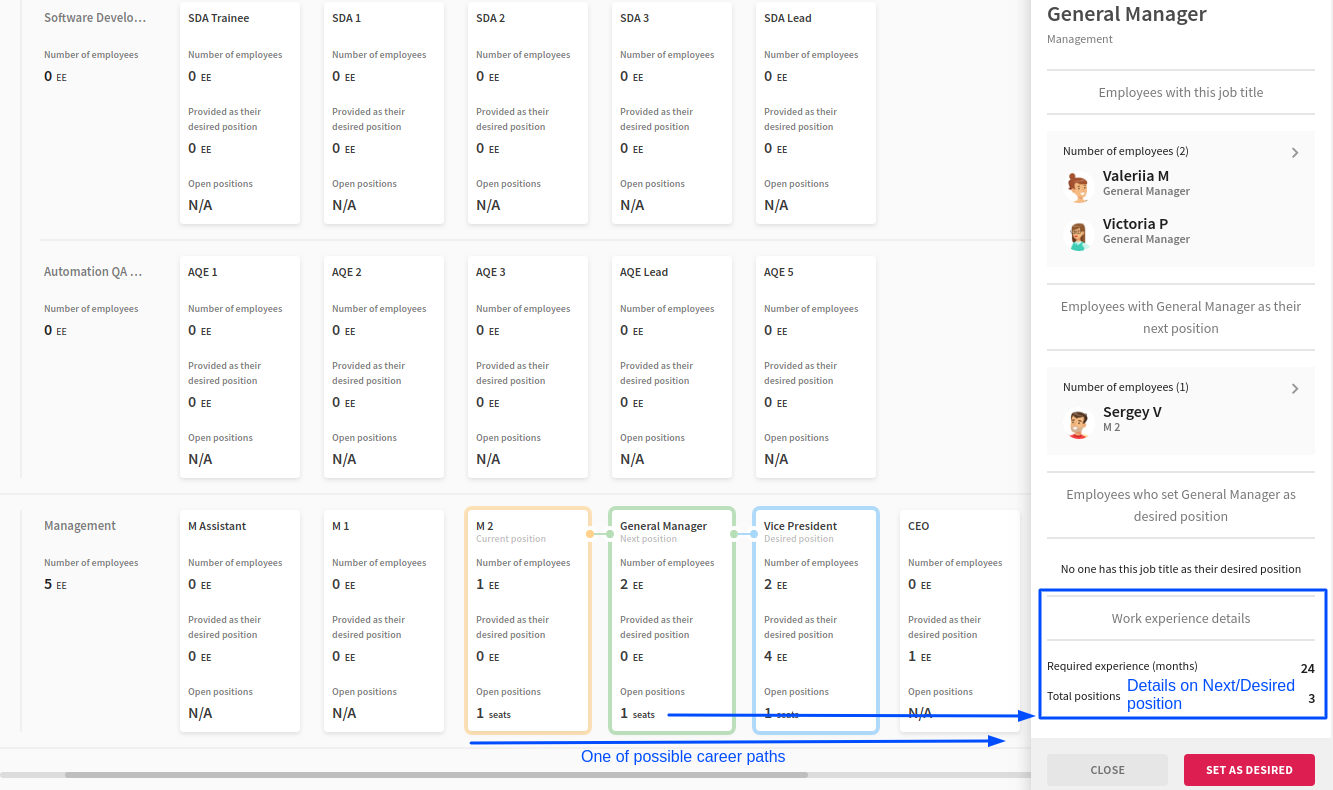 Software Develo...
Number of employees
0 EE
SDA Trainee
Number of employees
0 EE
Provided as their
desired position
0 EE
Open positions
N/A
SDA 1
Number of employees
0 EE
Provided as their
desired position
0 EE
Open positions
N/A
SDA 2
Number of employees
0 EE
Provided as their
desired position
0 EE
Open positions
N/A
SDA 3
Number of employees
0 EE
Provided as their
desired position
0 EE
Open positions
N/A
SDA Lead
Number of employees
0 EE
Provided as their
desired position
0 EE
Open positions
N/A
Automation QA ...
Number of employees
0 EE
AQE 1
Number of employees
0 EE
Provided as their
desired position
0 EE
Open positions
N/A
AQE 2
Number of employees
0 EE
Provided as their
desired position
0 EE
Open positions
N/A
AQE 3
Number of employees
0 EE
Provided as their
desired position
0 EE
Open positions
N/A
AQE Lead
Number of employees
0 EE
Provided as their
desired position
0 EE
Open positions
N/A
AQE 5
Number of employees
0 EE
Provided as their
desired position
0 EE
Open positions
N/A
Management
Number of employees
5 EE
M Assistant
Number of employees
0 EE
Provided as their
desired position
0 EE
Open positions
N/A
M 1
Number of employees
0 EE
Provided as their
desired position
0 EE
Open positions
N/A
M 2
Current position
Number of employees
1 EE
Provided as their
desired position
0 EE
Open positions
1 seats
General Manager
Next position
Number of employees
2 EE
Provided as their
desired position
0 EE
Open positions
1 seats
Vice President
Desired position
Number of employees
2 EE
Provided as their
desired position
4 EE
Open positions
1 seats
CEO
Number of employees
0 EE
Provided as their
desired position
1 EE
Open positions
N/A
One of possible career paths
General Manager
Management
Employees with this job title
Number of employees (2)
Valeriia M
General Manager
Victoria P
General Manager
Employees with General Manager as their
next position
Number of employees (1)
Sergey V
M 2
Employees who set General Manager as
desired position
No one has this job title as their desired position
Work experience details
Required experience (months) 24
Total positions 3
Details on Next/Desired
position
CLOSE
SET AS DESIRED